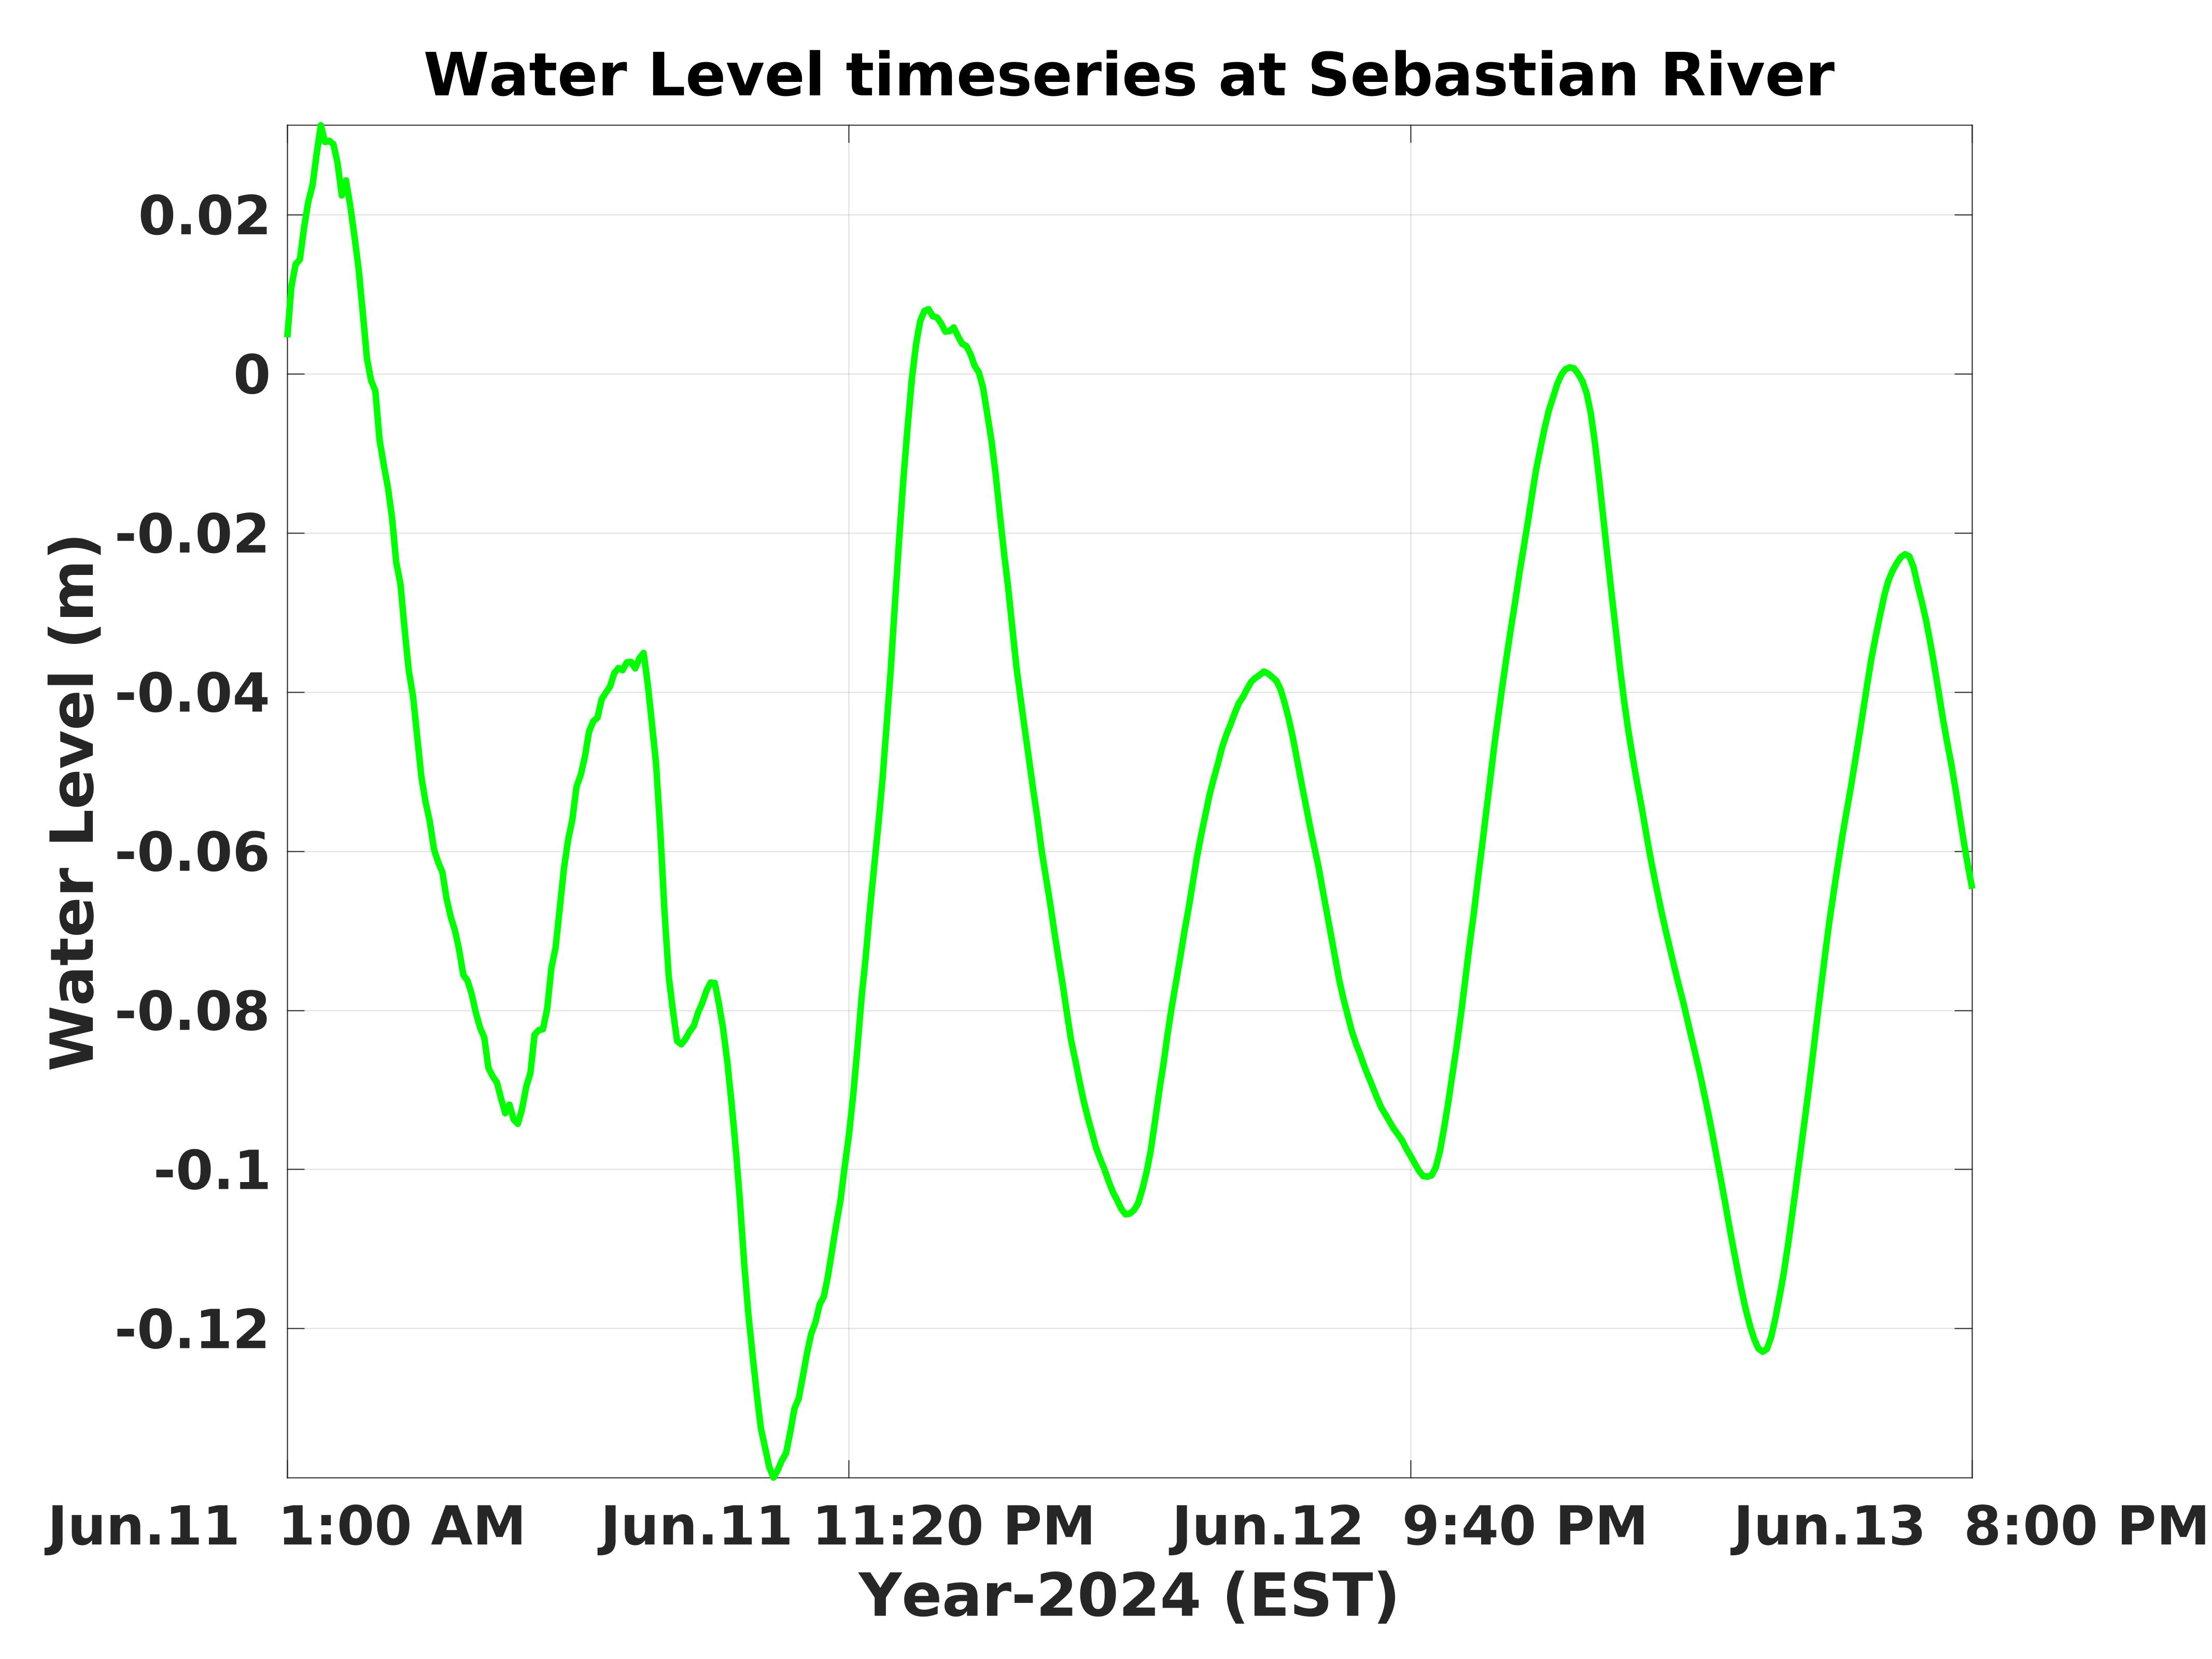 Water Level timeseries at Sebastian River
0.02
0
-0.02
-0.04
-0.06
-0.08
-0.1
-0.12
Water Level (m)
Jun.11 1:00 AM Jun.11 11:20 PM Jun.12 9:40 PM Jun.13 8:00 PM
Year-2024 (EST)